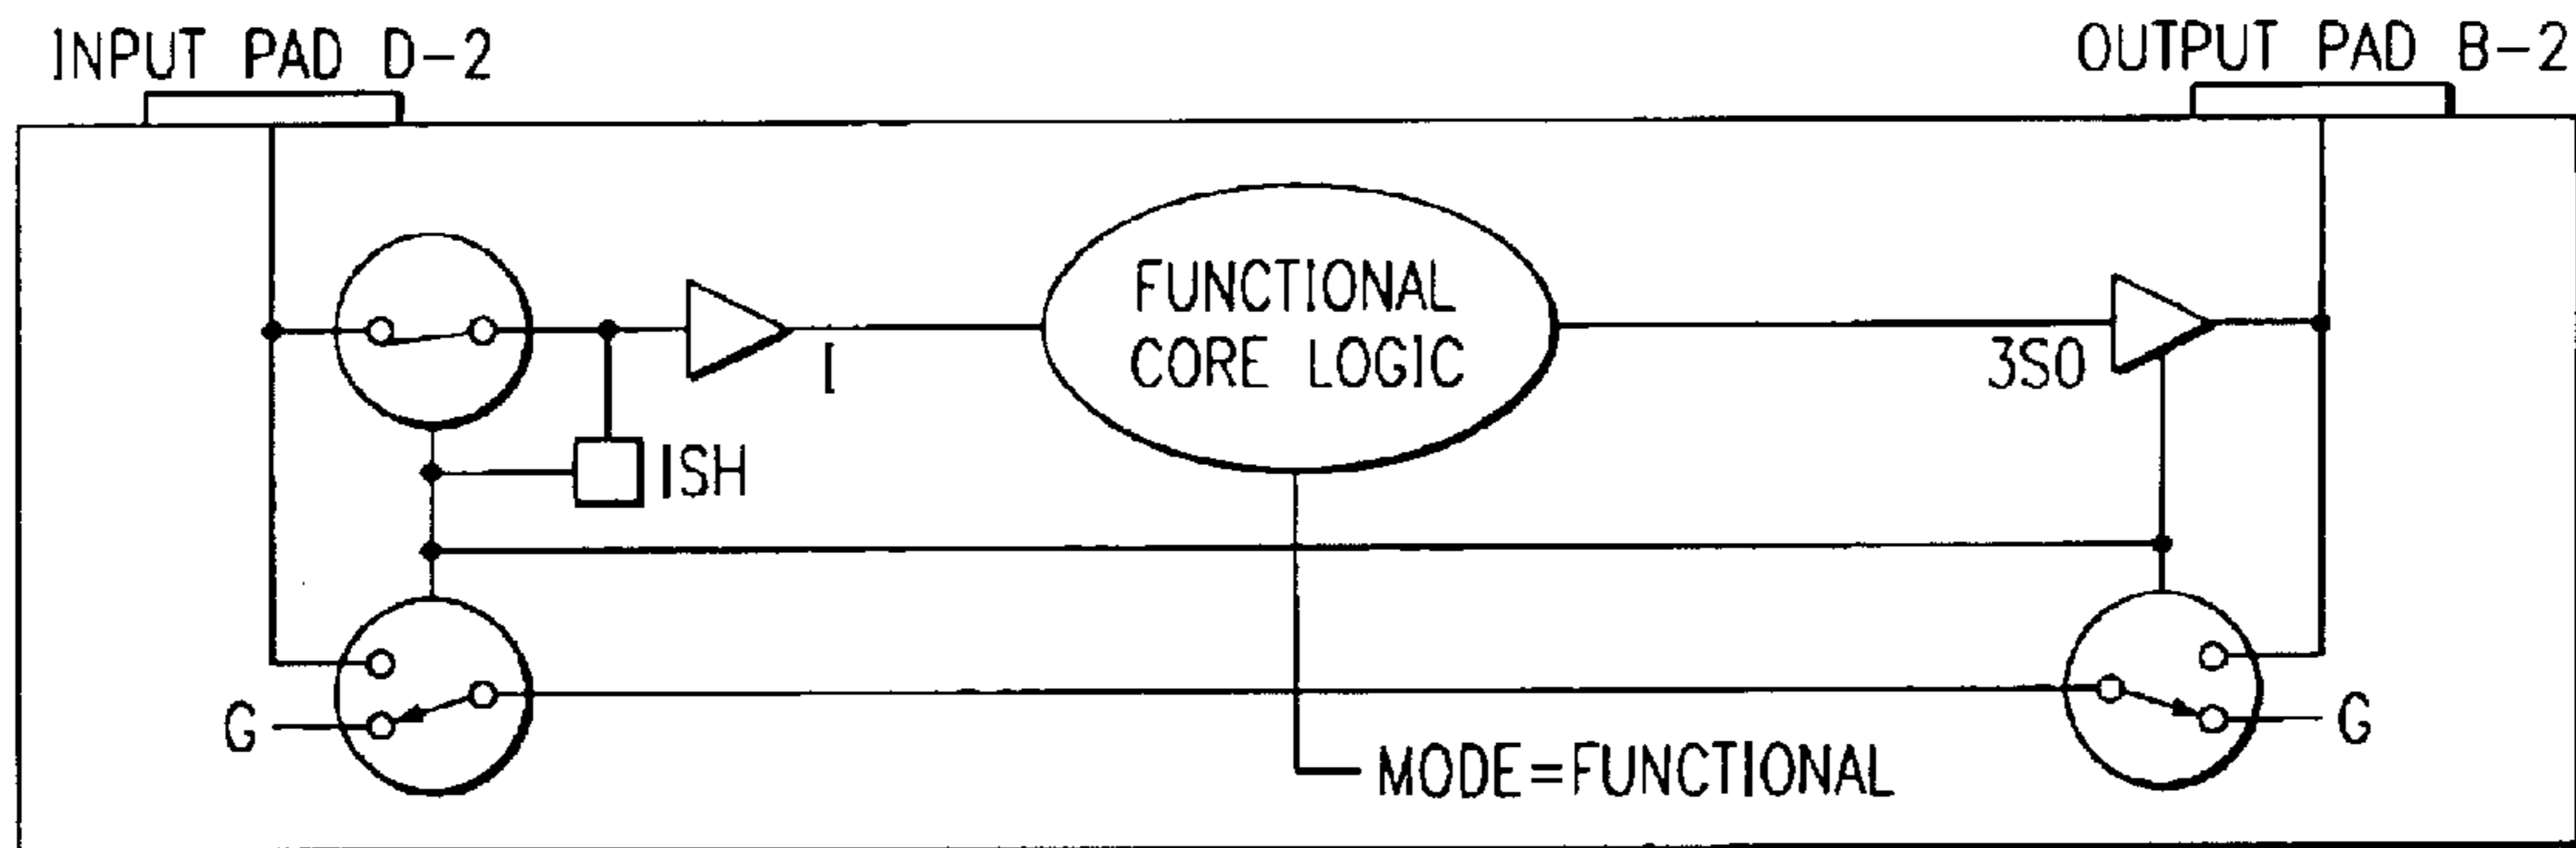 INPUT PAD D-2
OUTPUT PAD B-2
FUNCTIONAL
CORE LOGIC
I
3SO
ISH
G
G
MODE=FUNCTIONAL